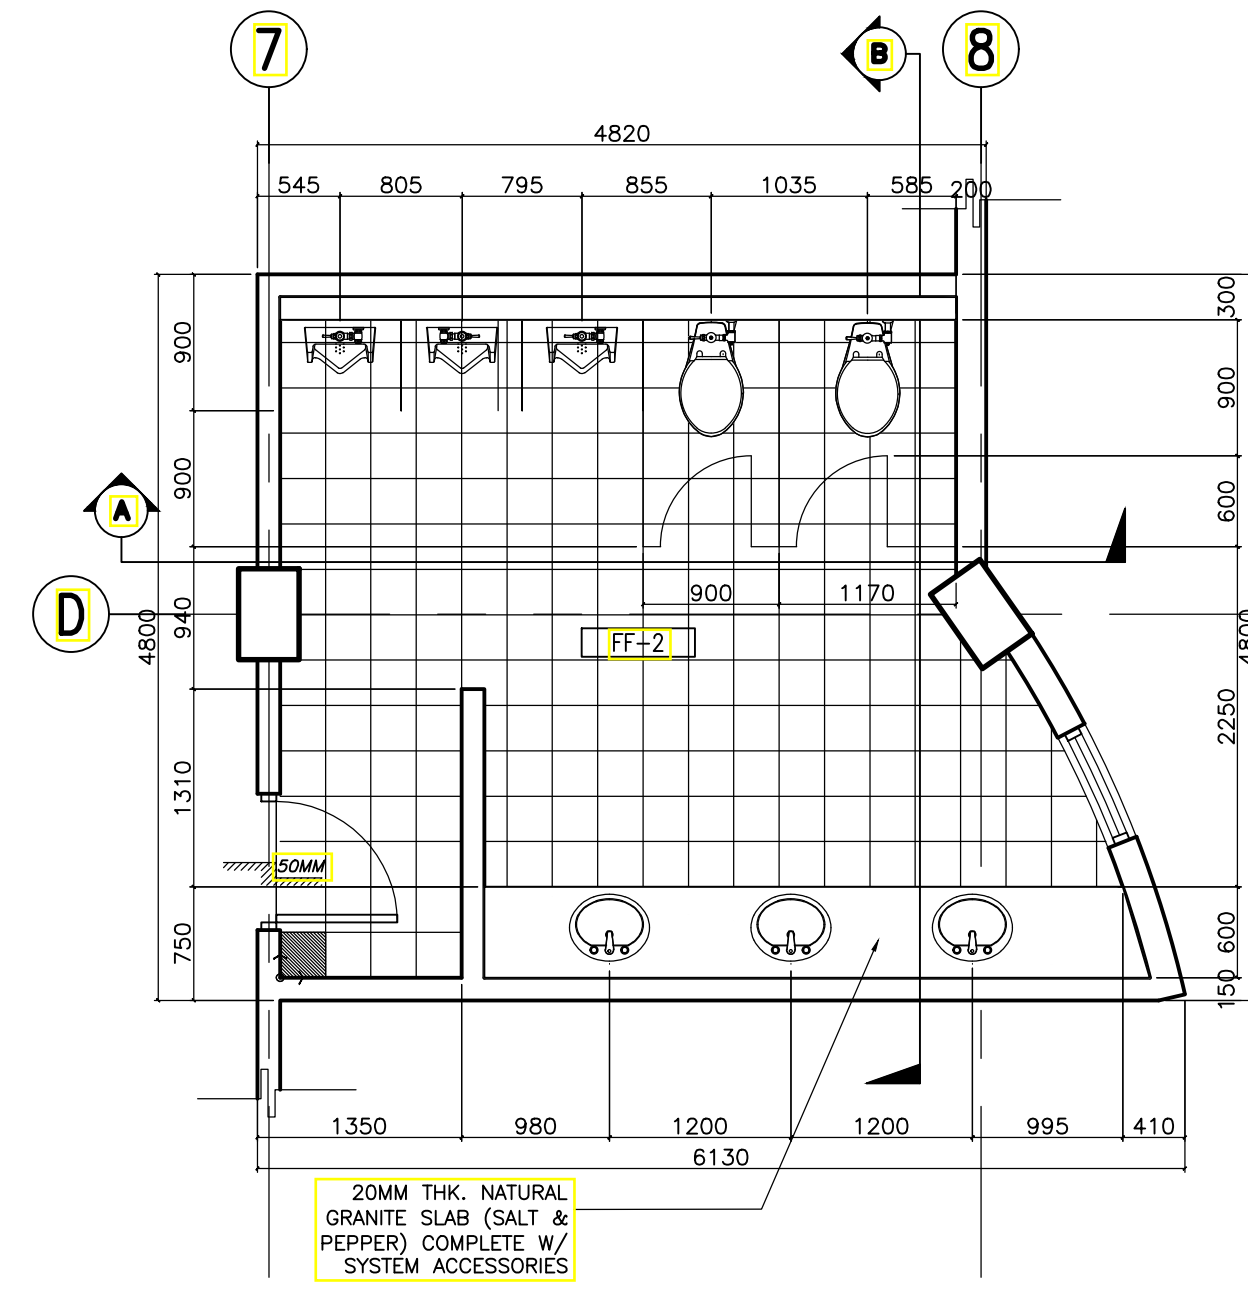 7
B
8
4820
545 805 795 855 1035 585 200
300
900
900
900
A
600
900 1170
D
940
4800
4800
FF-2
2250
1310
50MM
750
600
150
1350 980 1200 1200 995 410
6130
20MM THK. NATURAL
GRANITE SLAB (SALT &
PEPPER) COMPLETE W/
SYSTEM ACCESSORIES